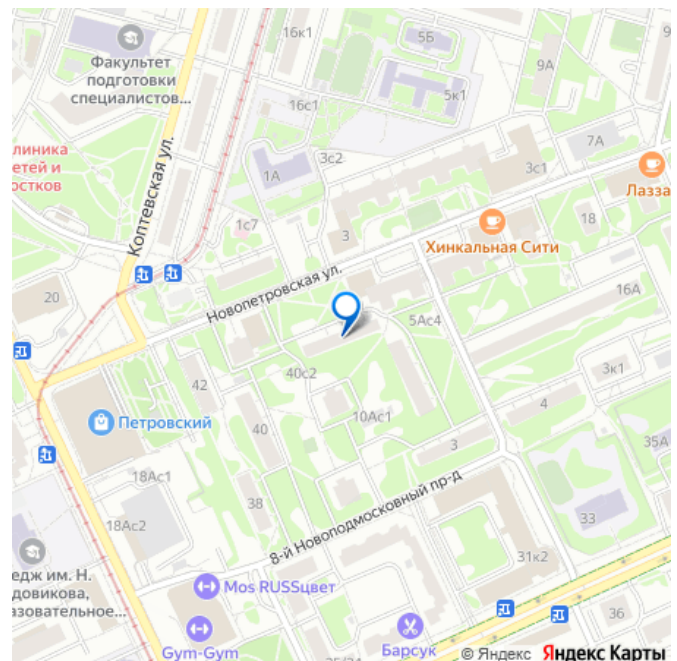 Факультет
подготовки
специалистов...
16к1
5Б
9А
5к1
16с1
линика
етей и
остков
Коптевская ул.
1А
3с2
7А
3с1
Лазза
1с7
3
18
Хинкальная Сити
Новопетровская ул.
20
16А
5Ас4
3к1
42
40с2
4
Петровский
40
10Ас1
3
35А
18Ас1
38
33
18Ас2
8-й Новоподмосковный пр-д
31к2
едж им. Н.
довикова,
азовательное...
Mos RUSSцвет
36
Gym-Gym
Барсук
© Яндекс Яндекс Карты